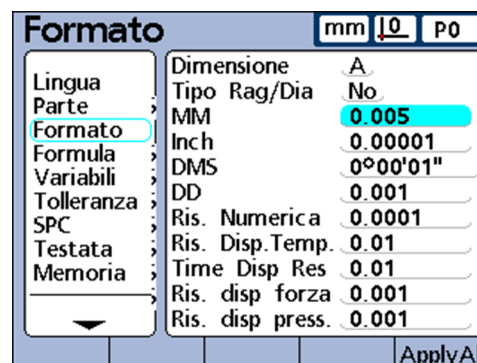 Formato mm 0 P0
Lingua
Parte
Formato
Formula
Variabili
Tolleranza
SPC
Testata
Memoria
Dimensione A
Tipo Rag/Dia No
MM 0.005
Inch 0.00001
DMS 0°00'01"
DD 0.001
Ris. Numerica 0.0001
Ris. Disp.Temp. 0.01
Time Disp Res 0.01
Ris. disp forza 0.001
Ris. disp press. 0.001
ApplyA